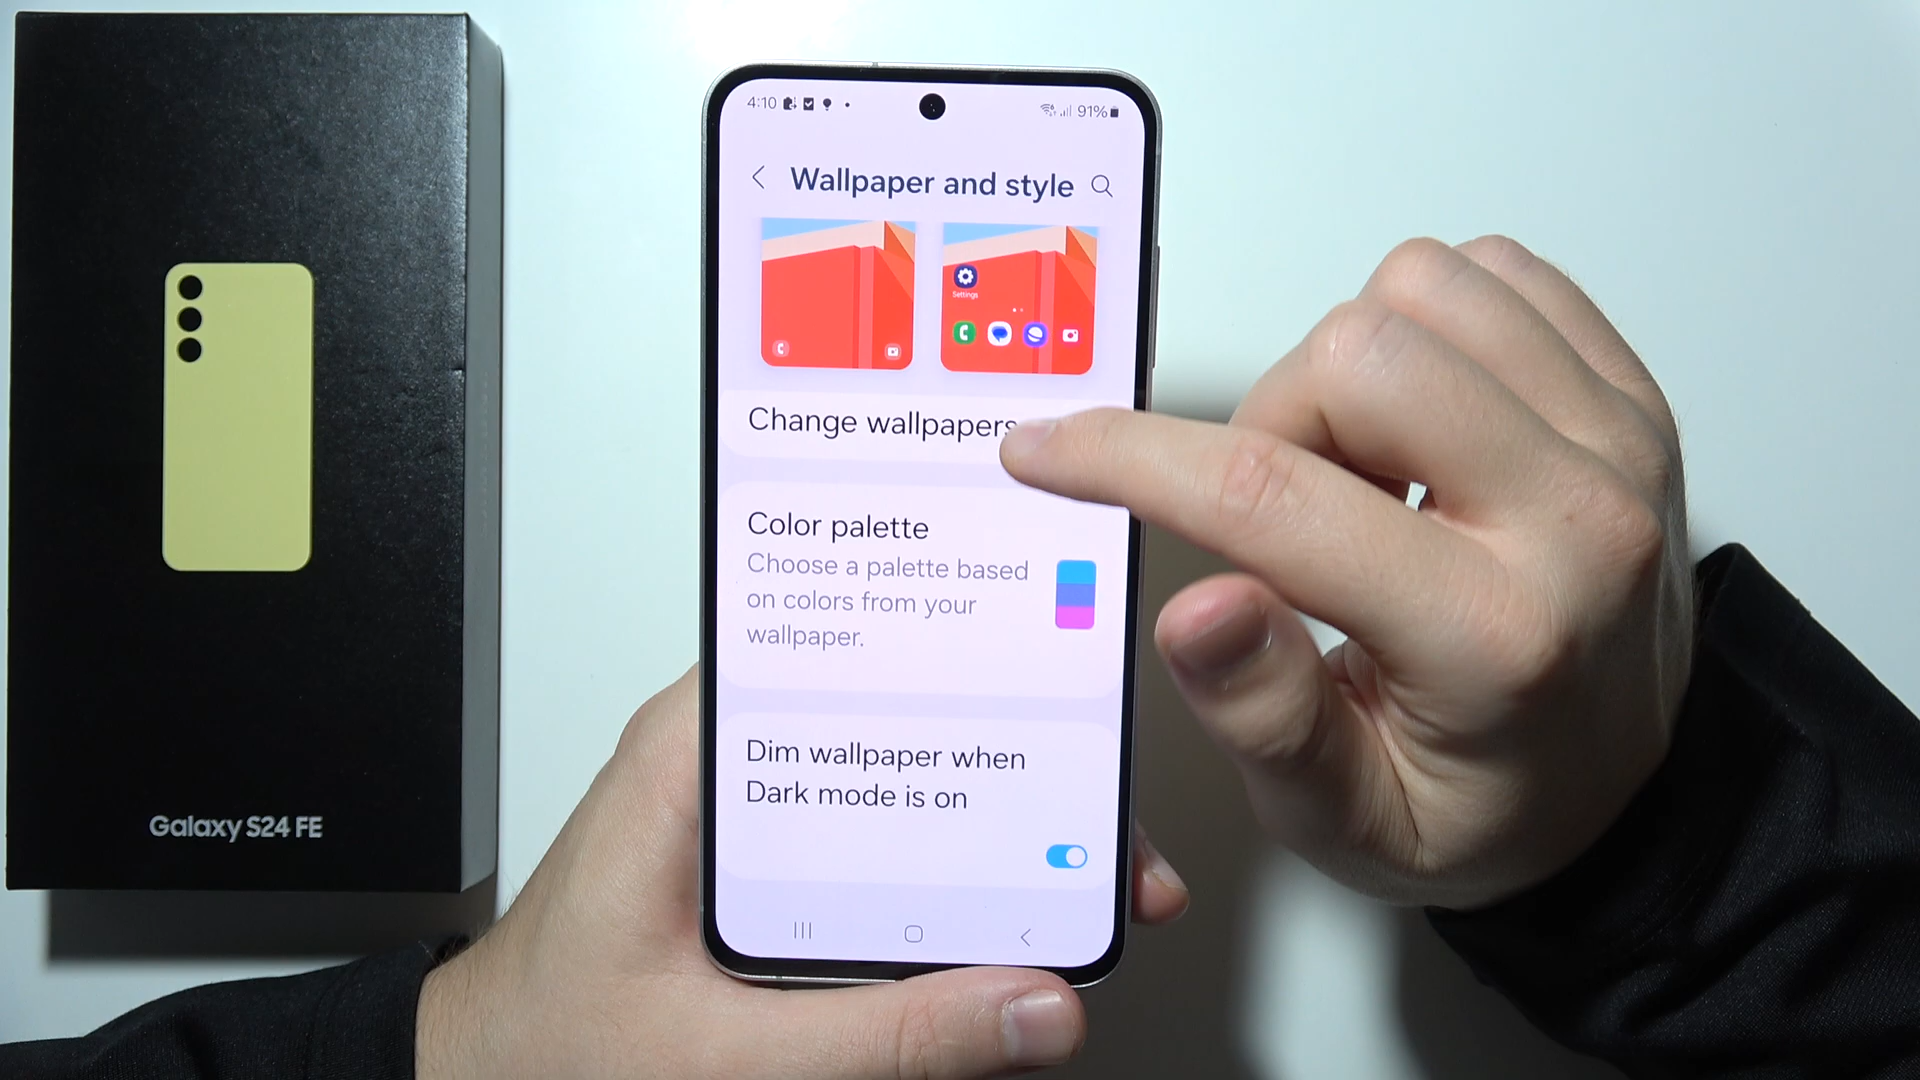 4:10
91%
Wallpaper and style
Settings
Change wallpapers
Color palette
Choose a palette based
on colors from your
wallpaper.
Dim wallpaper when
Dark mode is on
Galaxy S24 FE